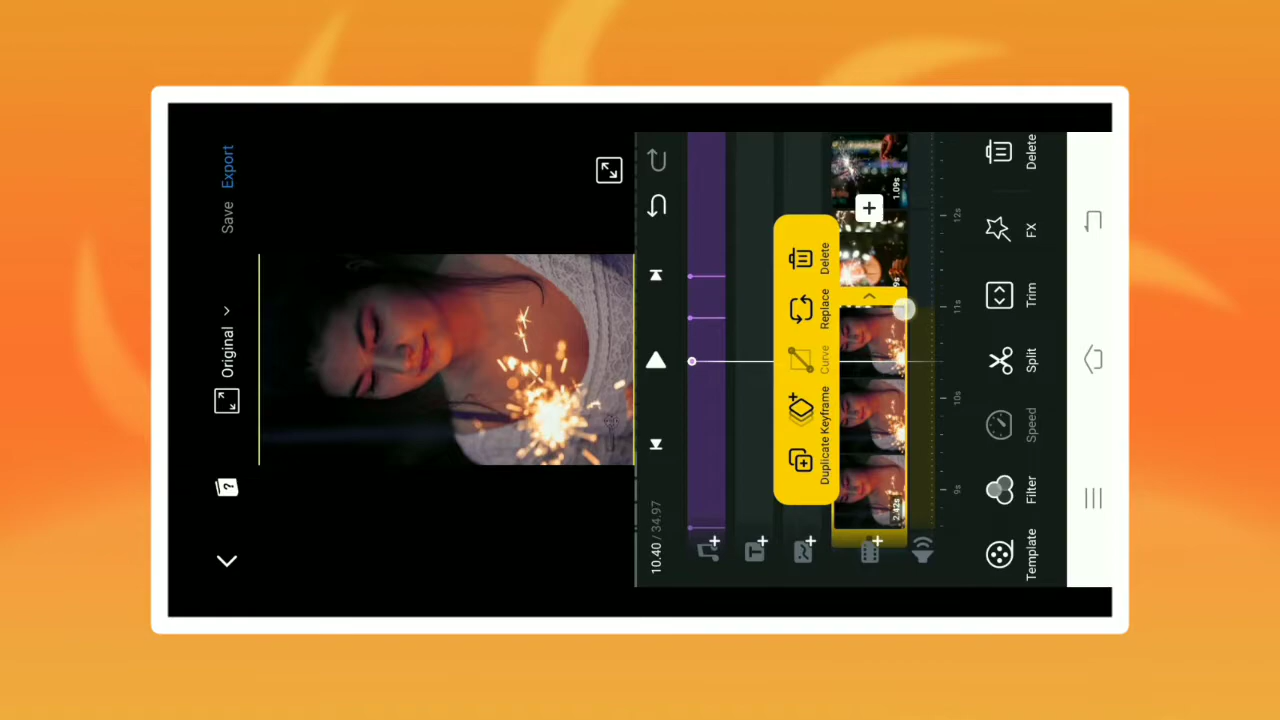 ? Original Save Export
10.40 / 34.97
T
Duplicate Keyframe Curve Replace Delete
2.42s 9s 1.09s
9s 10s 11s 12s
Template Filter Speed Split Trim FX Delete